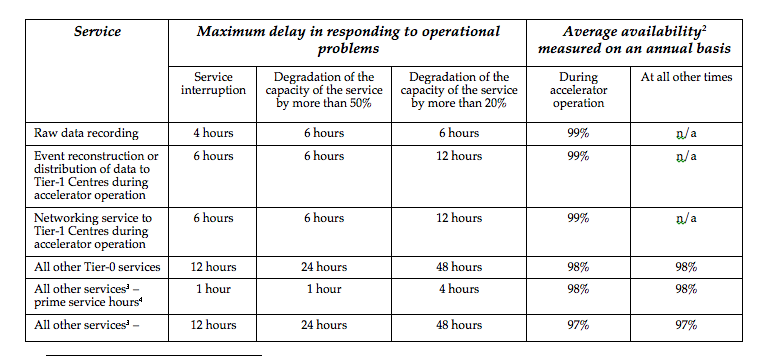 Service Maximum delay in responding to operational Average availability²
problems measured on an annual basis
Service Degradation of the Degradation of the During At all other times
interruption capacity of the service capacity of the service accelerator
by more than 50% by more than 20% operation
Raw data recording 4 hours 6 hours 6 hours 99% n/a
Event reconstruction or 6 hours 6 hours 12 hours 99% n/a
distribution of data to
Tier-1 Centres during
accelerator operation
Networking service to 6 hours 6 hours 12 hours 99% n/a
Tier-1 Centres during
accelerator operation
All other Tier-0 services 12 hours 24 hours 48 hours 98% 98%
All other services³ – 1 hour 1 hour 4 hours 98% 98%
prime service hours⁴
All other services³ – 12 hours 24 hours 48 hours 97% 97%